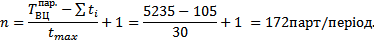 n = (T_ВЦ^пар. − ∑ t_i) / t_max + 1 = (5235 − 105) / 30 + 1 = 172парт/період.